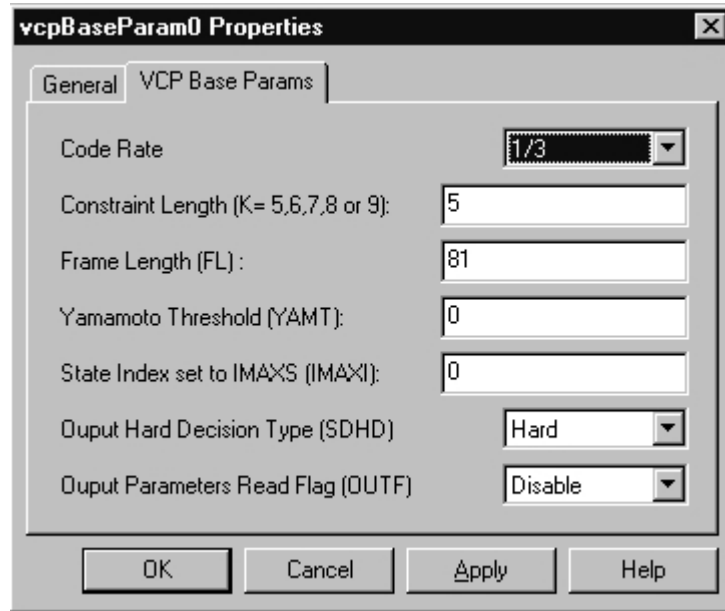 vcpBaseParam0 Properties
General VCP Base Params
Code Rate 1/3
Constraint Length (K= 5,6,7,8 or 9): 5
Frame Length (FL) : 81
Yamamoto Threshold (YAMT): 0
State Index set to IMAXS (IMAXI): 0
Ouput Hard Decision Type (SDHD) Hard
Ouput Parameters Read Flag (OUTF) Disable
OK Cancel Apply Help